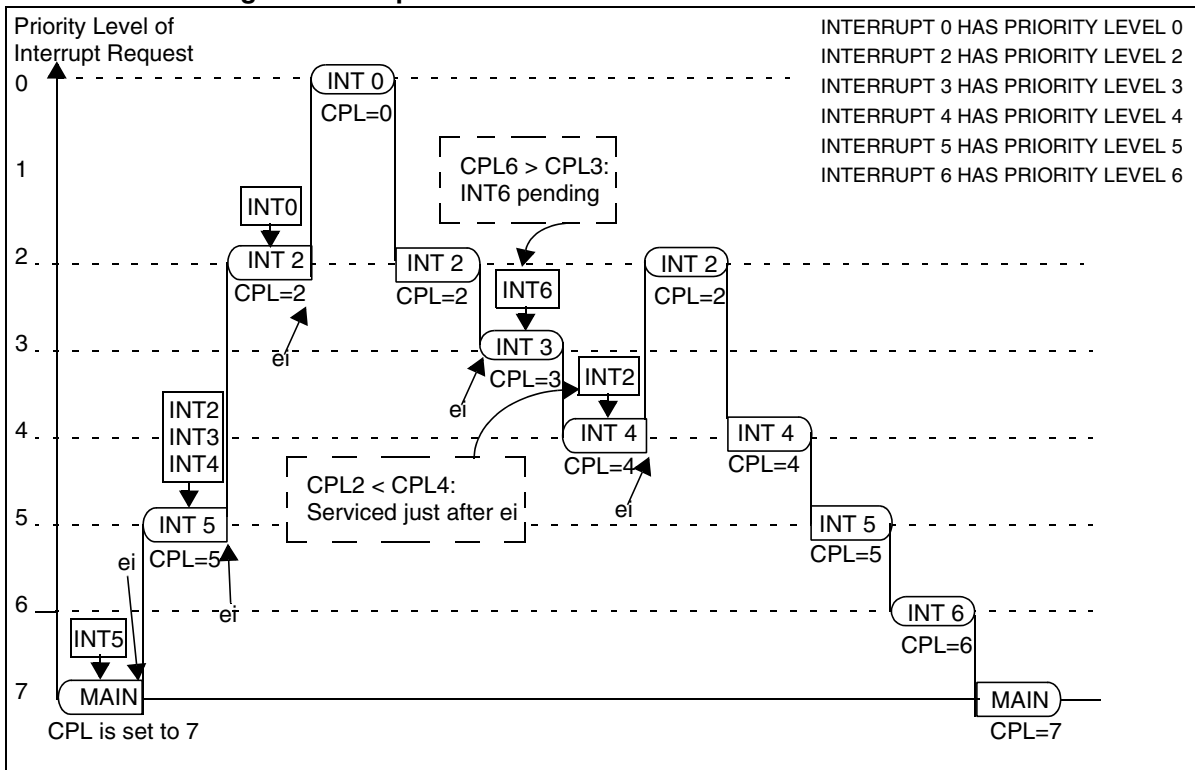 Priority Level of
Interrupt Request
INTERRUPT 0 HAS PRIORITY LEVEL 0
INTERRUPT 2 HAS PRIORITY LEVEL 2
INTERRUPT 3 HAS PRIORITY LEVEL 3
INTERRUPT 4 HAS PRIORITY LEVEL 4
INTERRUPT 5 HAS PRIORITY LEVEL 5
INTERRUPT 6 HAS PRIORITY LEVEL 6
0
INT 0
CPL=0
1
CPL6 > CPL3:
INT6 pending
INT0
2
INT 2
CPL=2
INT 2
CPL=2
INT 2
CPL=2
INT6
ei
3
INT 3
CPL=3
ei
INT2
INT2
INT3
INT4
4
INT 4
CPL=4
ei
INT 4
CPL=4
CPL2 < CPL4:
Serviced just after ei
5
INT 5
CPL=5
ei
ei
INT 5
CPL=5
6
INT 6
CPL=6
INT5
7
MAIN
CPL is set to 7
MAIN
CPL=7